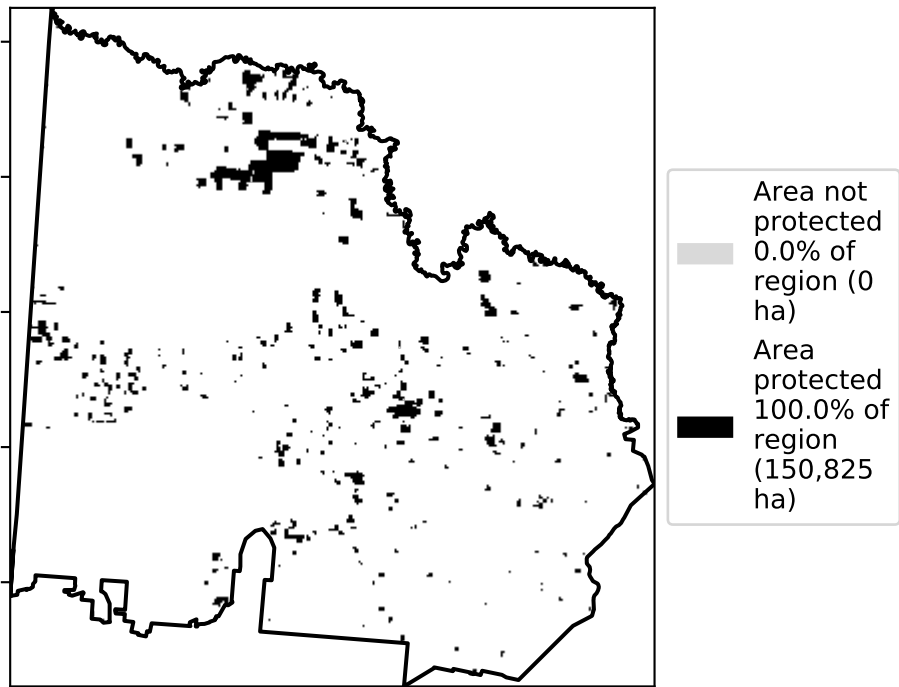 Area not
protected
0.0% of
region (0
ha)
Area
protected
100.0% of
region
(150,825
ha)